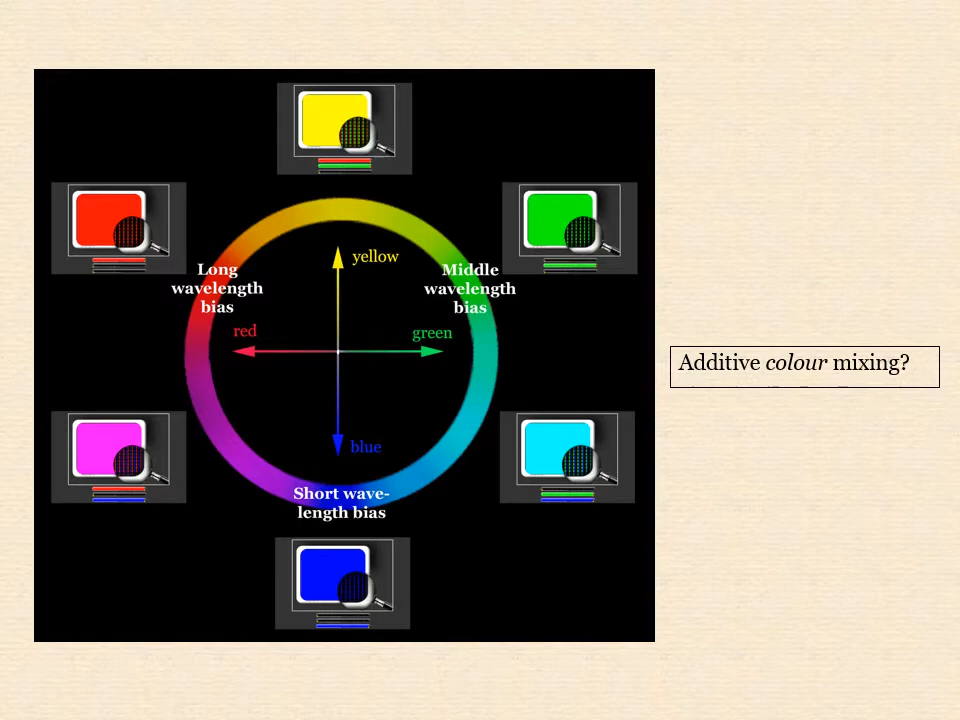 yellow
Long
wavelength
bias
Middle
wavelength
bias
red
green
Additive colour mixing?
blue
Short wave-
length bias